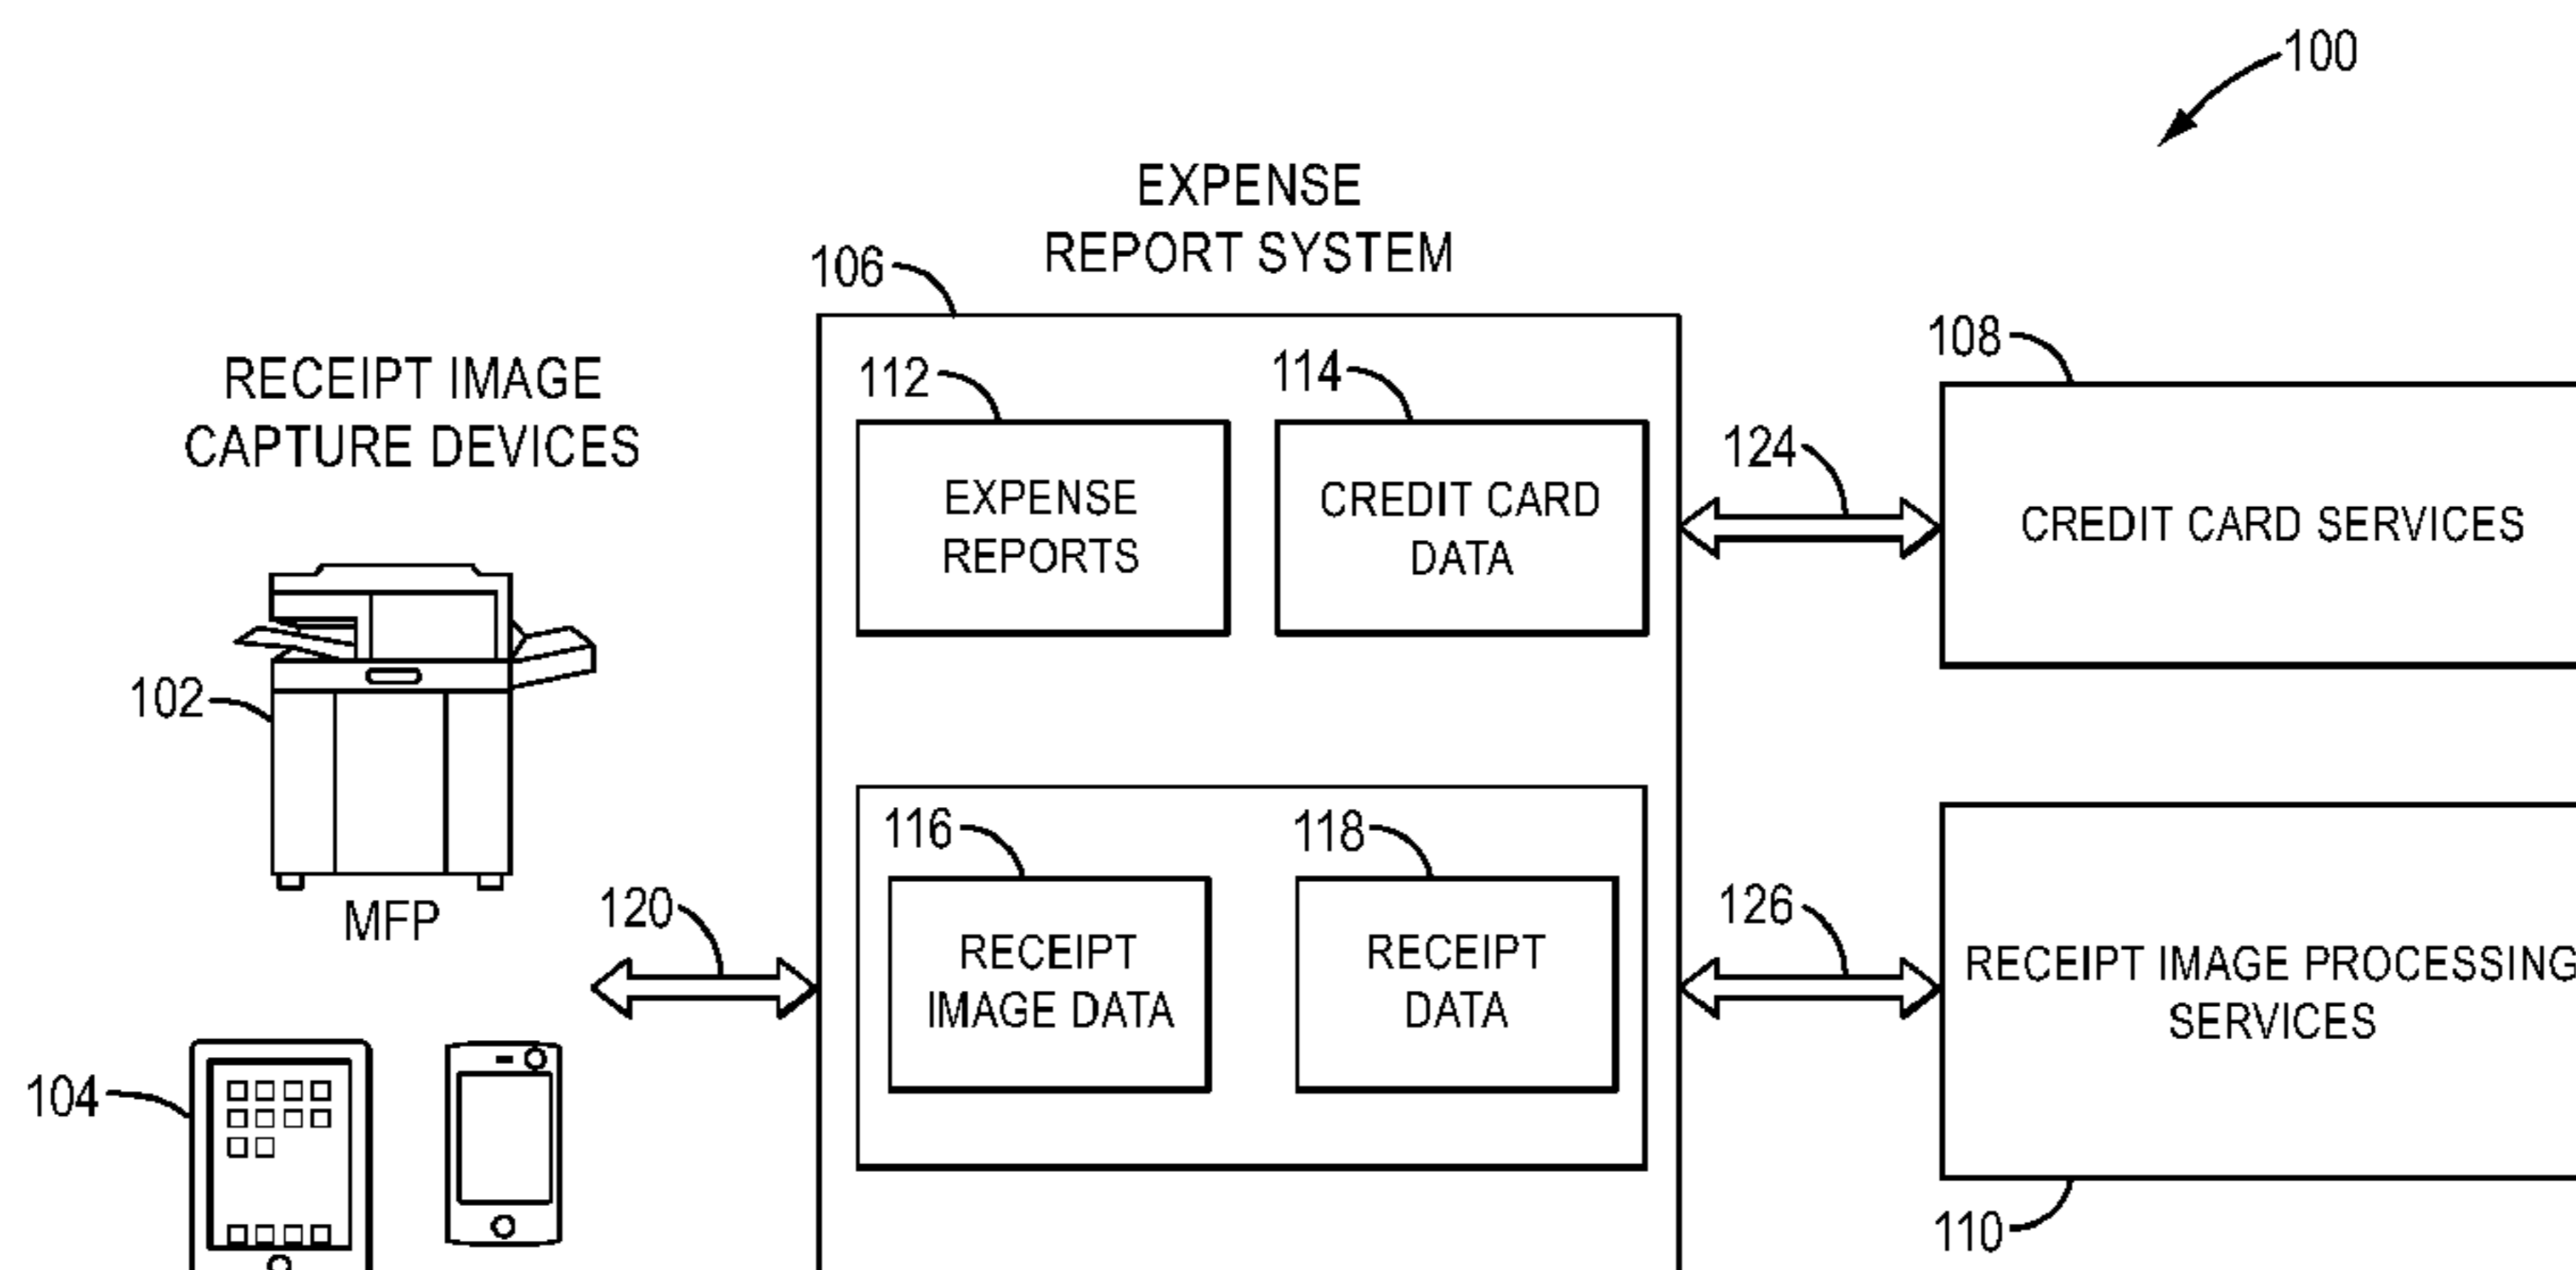 100
EXPENSE
REPORT SYSTEM
106
108
RECEIPT IMAGE
CAPTURE DEVICES
112
114
124
EXPENSE
REPORTS
CREDIT CARD
DATA
CREDIT CARD SERVICES
102
MFP
116
118
120
126
RECEIPT
IMAGE DATA
RECEIPT
DATA
RECEIPT IMAGE PROCESSING
SERVICES
104
110